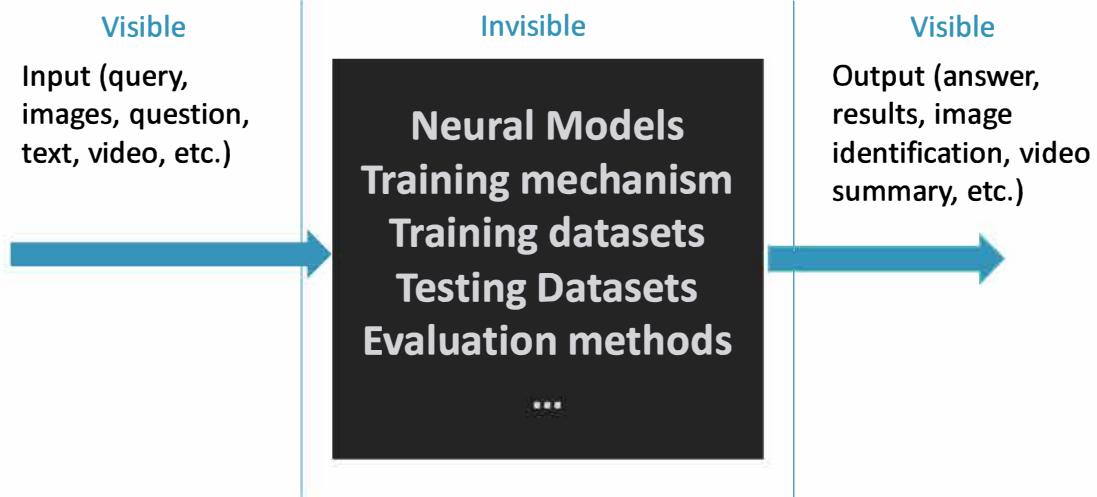 Visible
Input (query,
images, question,
text, video, etc.)
Invisible
Neural Models
Training mechanism
Training datasets
Testing Datasets
Evaluation methods
...
Visible
Output (answer,
results, image
identification, video
summary, etc.)